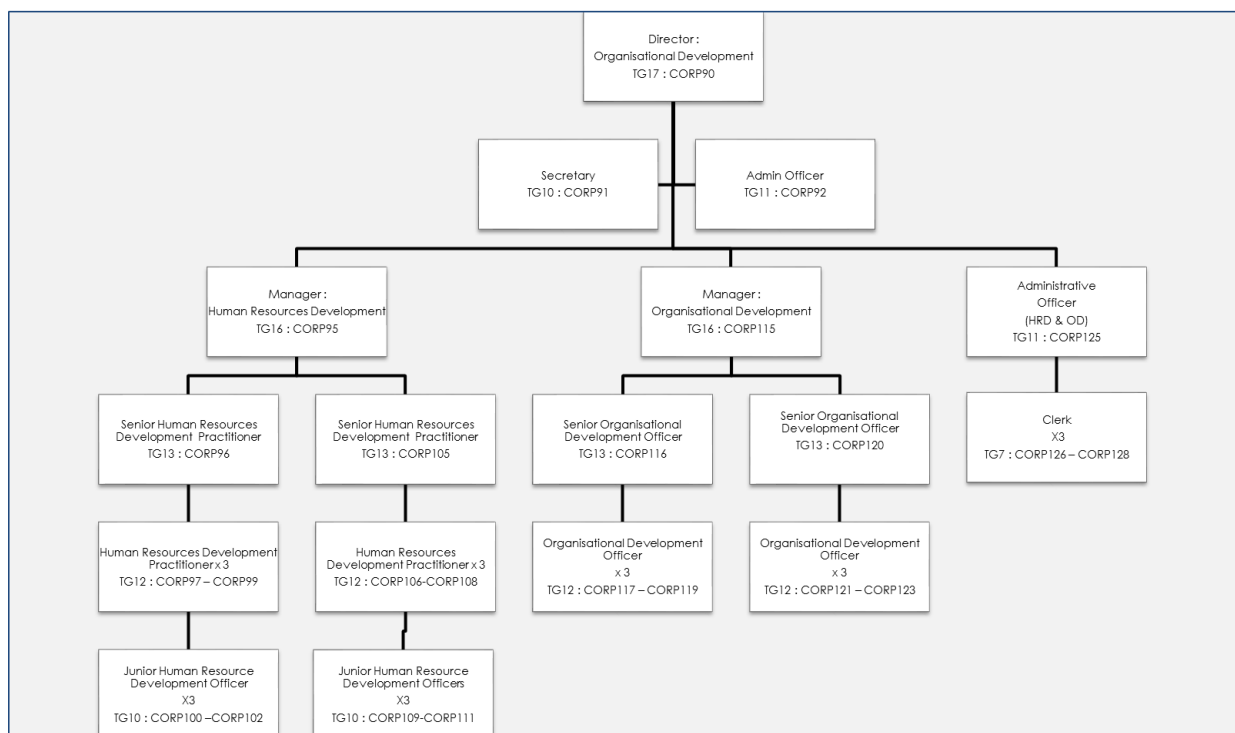 Director :
Organisational Development
TG17 : CORP90
Secretary
TG10 : CORP91
Admin Officer
TG11 : CORP92
Manager :
Human Resources Development
TG16 : CORP95
Manager :
Organisational Development
TG16 : CORP115
Administrative
Officer
(HRD & OD)
TG11 : CORP125
Senior Human Resources
Development Practitioner
TG13 : CORP96
Senior Human Resources
Development Practitioner
TG13 : CORP105
Senior Organisational
Development Officer
TG13 : CORP116
Senior Organisational
Development Officer
TG13 : CORP120
Clerk
X3
TG7 : CORP126 – CORP128
Human Resources Development
Practitioner x 3
TG12 : CORP97 – CORP99
Human Resources
Development Practitioner x 3
TG12 : CORP106-CORP108
Organisational Development
Officer
x 3
TG12 : CORP117 – CORP119
Organisational Development
Officer
x 3
TG12 : CORP121 – CORP123
Junior Human Resource
Development Officer
X3
TG10 : CORP100 –CORP102
Junior Human Resource
Development Officers
X3
TG10 : CORP109-CORP111